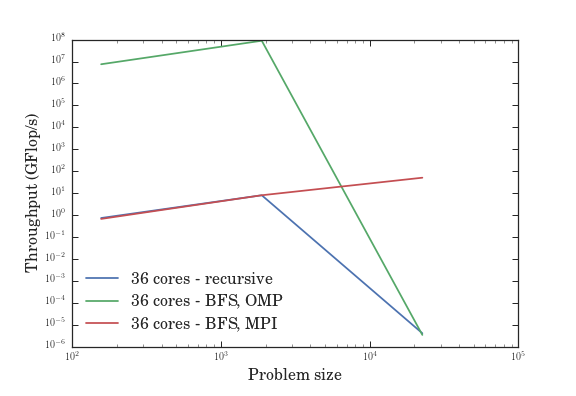 10^8
10^7
10^6
10^5
10^4
10^3
10^2
10^1
10^0
10^-1
10^-2
10^-3
10^-4
10^-5
10^-6
Throughput (GFlop/s)
36 cores - recursive
36 cores - BFS, OMP
36 cores - BFS, MPI
10^2 10^3 10^4 10^5
Problem size